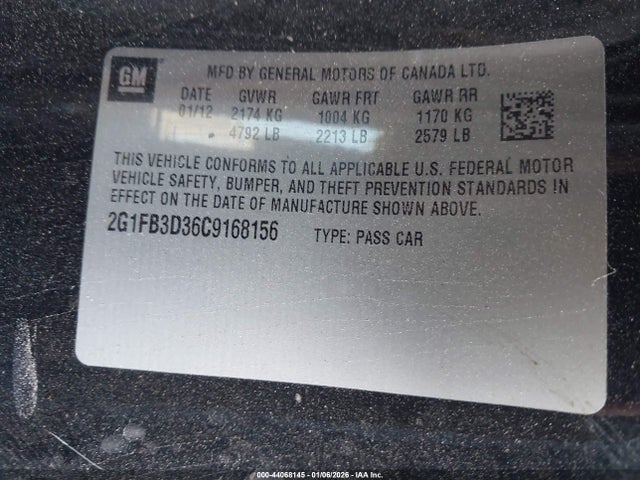 GM
MFD BY GENERAL MOTORS OF CANADA LTD.
DATE GVWR GAWR FRT GAWR RR
01/12 2174 KG 1004 KG 1170 KG
4792 LB 2213 LB 2579 LB
THIS VEHICLE CONFORMS TO ALL APPLICABLE U.S. FEDERAL MOTOR
VEHICLE SAFETY, BUMPER, AND THEFT PREVENTION STANDARDS IN
EFFECT ON THE DATE OF MANUFACTURE SHOWN ABOVE.
2G1FB3D36C9168156 TYPE: PASS CAR
000-44068145 - 01/06/2026 - IAA Inc.